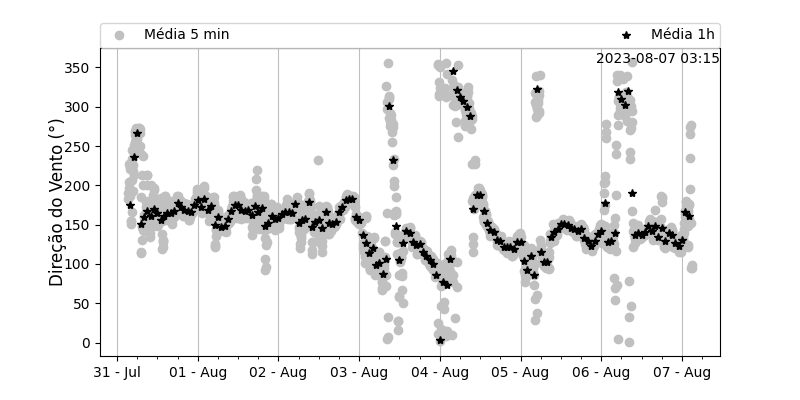 Média 5 min
Média 1h
2023-08-07 03:15
Direção do Vento (°)
350
300
250
200
150
100
50
0
31 - Jul
01 - Aug
02 - Aug
03 - Aug
04 - Aug
05 - Aug
06 - Aug
07 - Aug